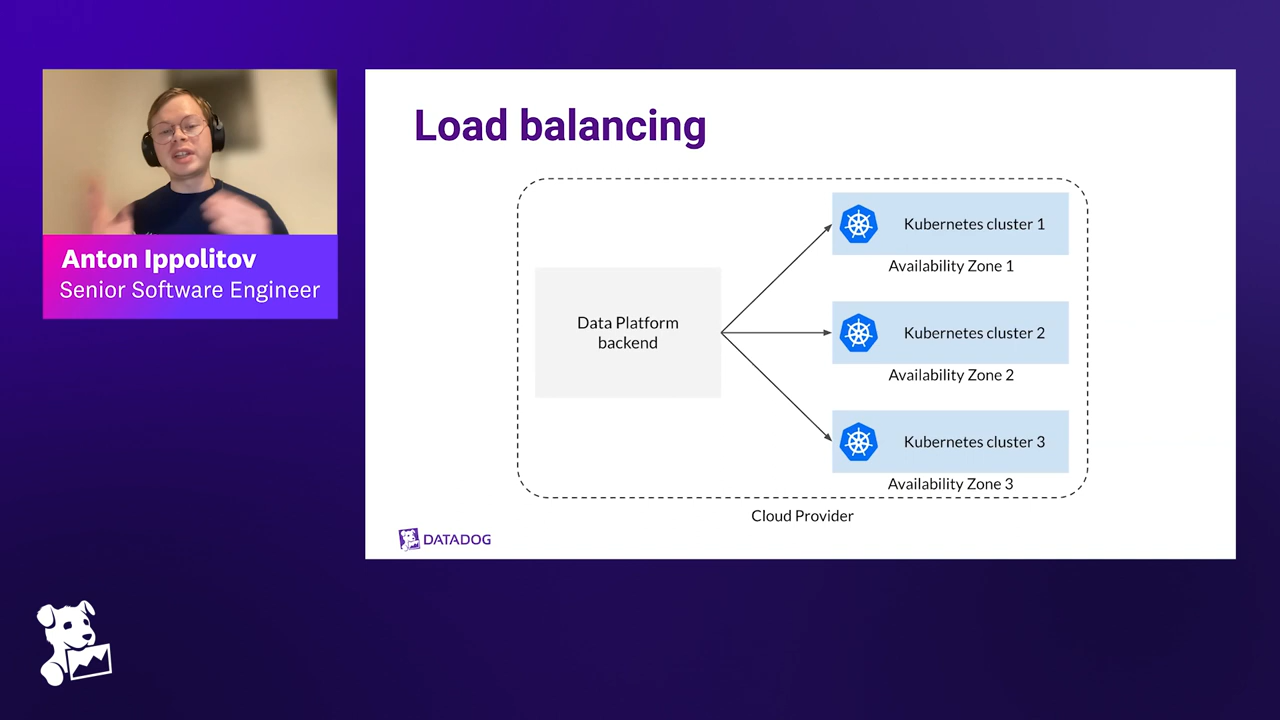 Anton Ippolitov
Senior Software Engineer
Load balancing
Data Platform
backend
Kubernetes cluster 1
Availability Zone 1
Kubernetes cluster 2
Availability Zone 2
Kubernetes cluster 3
Availability Zone 3
Cloud Provider
DATADOG